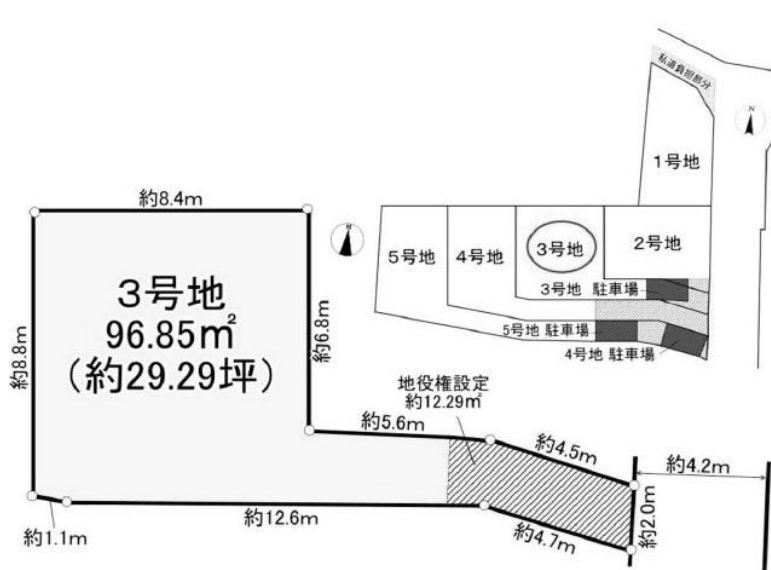 私道負担部分
N
1号地
約8.4m
N
5号地
4号地
3号地
2号地
3号地 駐車場
5号地 駐車場
4号地 駐車場
3号地
96.85㎡
(約29.29坪)
約8.8m
約6.8m
地役権設定
約12.29㎡
約5.6m
約4.5m
約4.2m
約2.0m
約12.6m
約4.7m
約1.1m